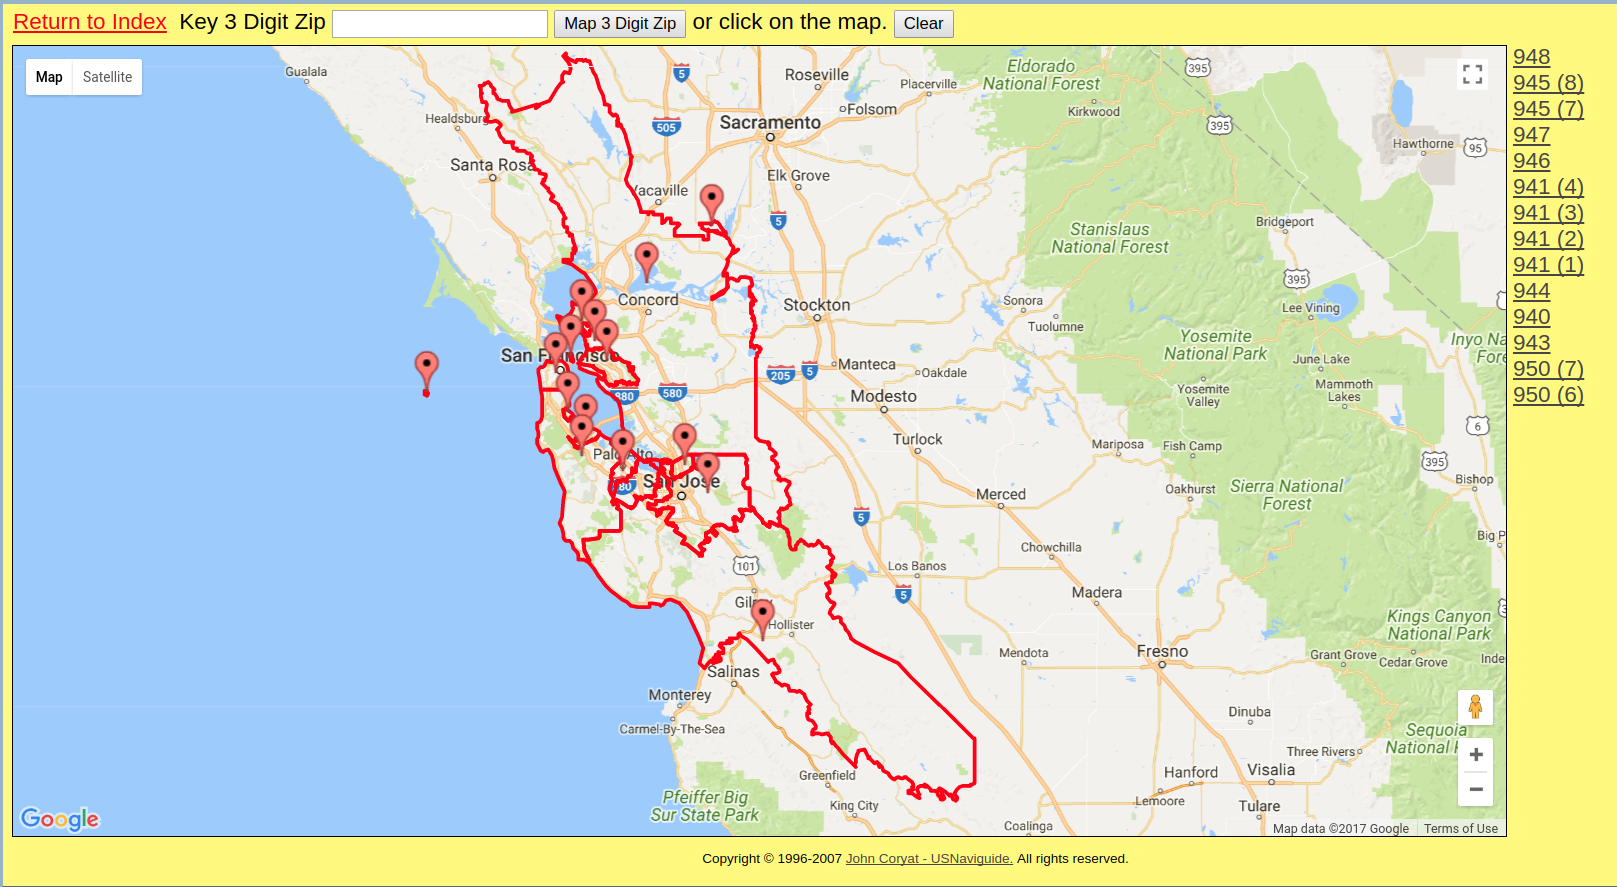 Return to Index Key 3 Digit Zip Map 3 Digit Zip or click on the map. Clear
Map Satellite
948
945 (8)
945 (7)
947
946
941 (4)
941 (3)
941 (2)
941 (1)
944
940
943
950 (7)
950 (6)
Gualala
Healdsburg
Santa Rosa
5
505
Roseville
Placerville
Folsom
Sacramento
Eldorado
National Forest
Kirkwood
395
395
Hawthorne
95
Vacaville
Elk Grove
5
Stanislaus
National Forest
Bridgeport
395
Concord
Stockton
Sonora
Tuolumne
Lee Vining
Yosemite
National Park
Inyo Na
Fore
San Francisco
205
5
Manteca
Oakdale
June Lake
Mammoth
Lakes
Yosemite
Valley
880
580
Modesto
Turlock
Mariposa
Fish Camp
6
395
Palo Alto
San Jose
Merced
Oakhurst
Sierra National
Forest
Bishop
5
Big P
Chowchilla
101
Los Banos
5
Madera
Gilroy
Hollister
Kings Canyon
National Park
Mendota
Fresno
Grant Grove
Cedar Grove
Inde
Salinas
Monterey
Carmel-By-The-Sea
Dinuba
Sequoia
National
Three Rivers
Greenfield
Hanford
Visalia
Pfeiffer Big
Sur State Park
King City
Lemoore
Tulare
Coalinga
Google
Map data ©2017 Google Terms of Use
Copyright © 1996-2007 John Coryat - USNaviguide. All rights reserved.